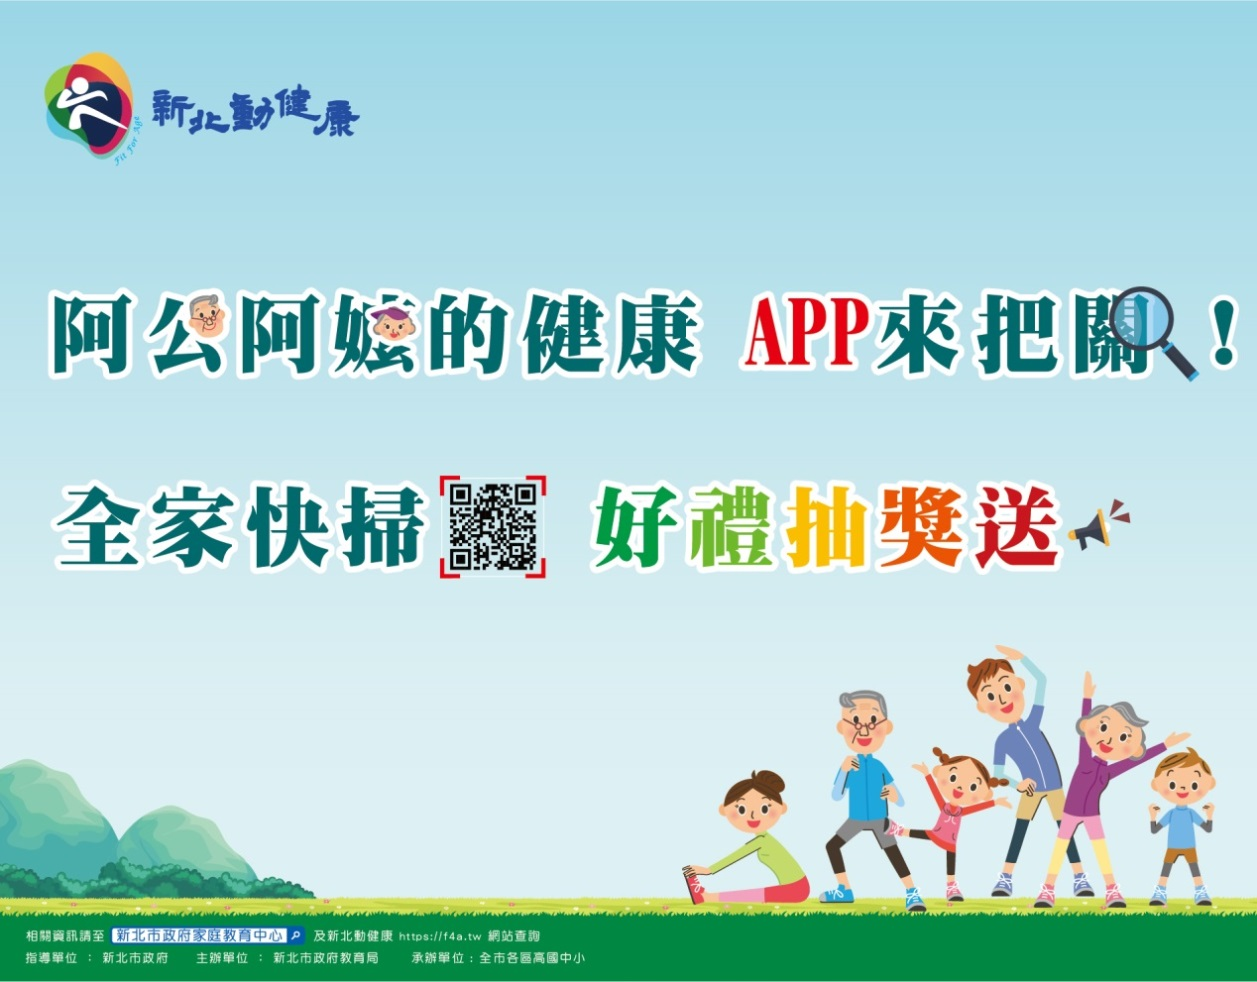 新北動健康
Fit For Age
阿公阿嬤的健康 APP來把關！
全家快掃 好禮抽獎送
相關資訊請至 新北市政府家庭教育中心 及新北動健康 https://f4a.tw 網站查詢
指導單位 ： 新北市政府 主辦單位 ： 新北市政府教育局 承辦單位：全市各區高國中小